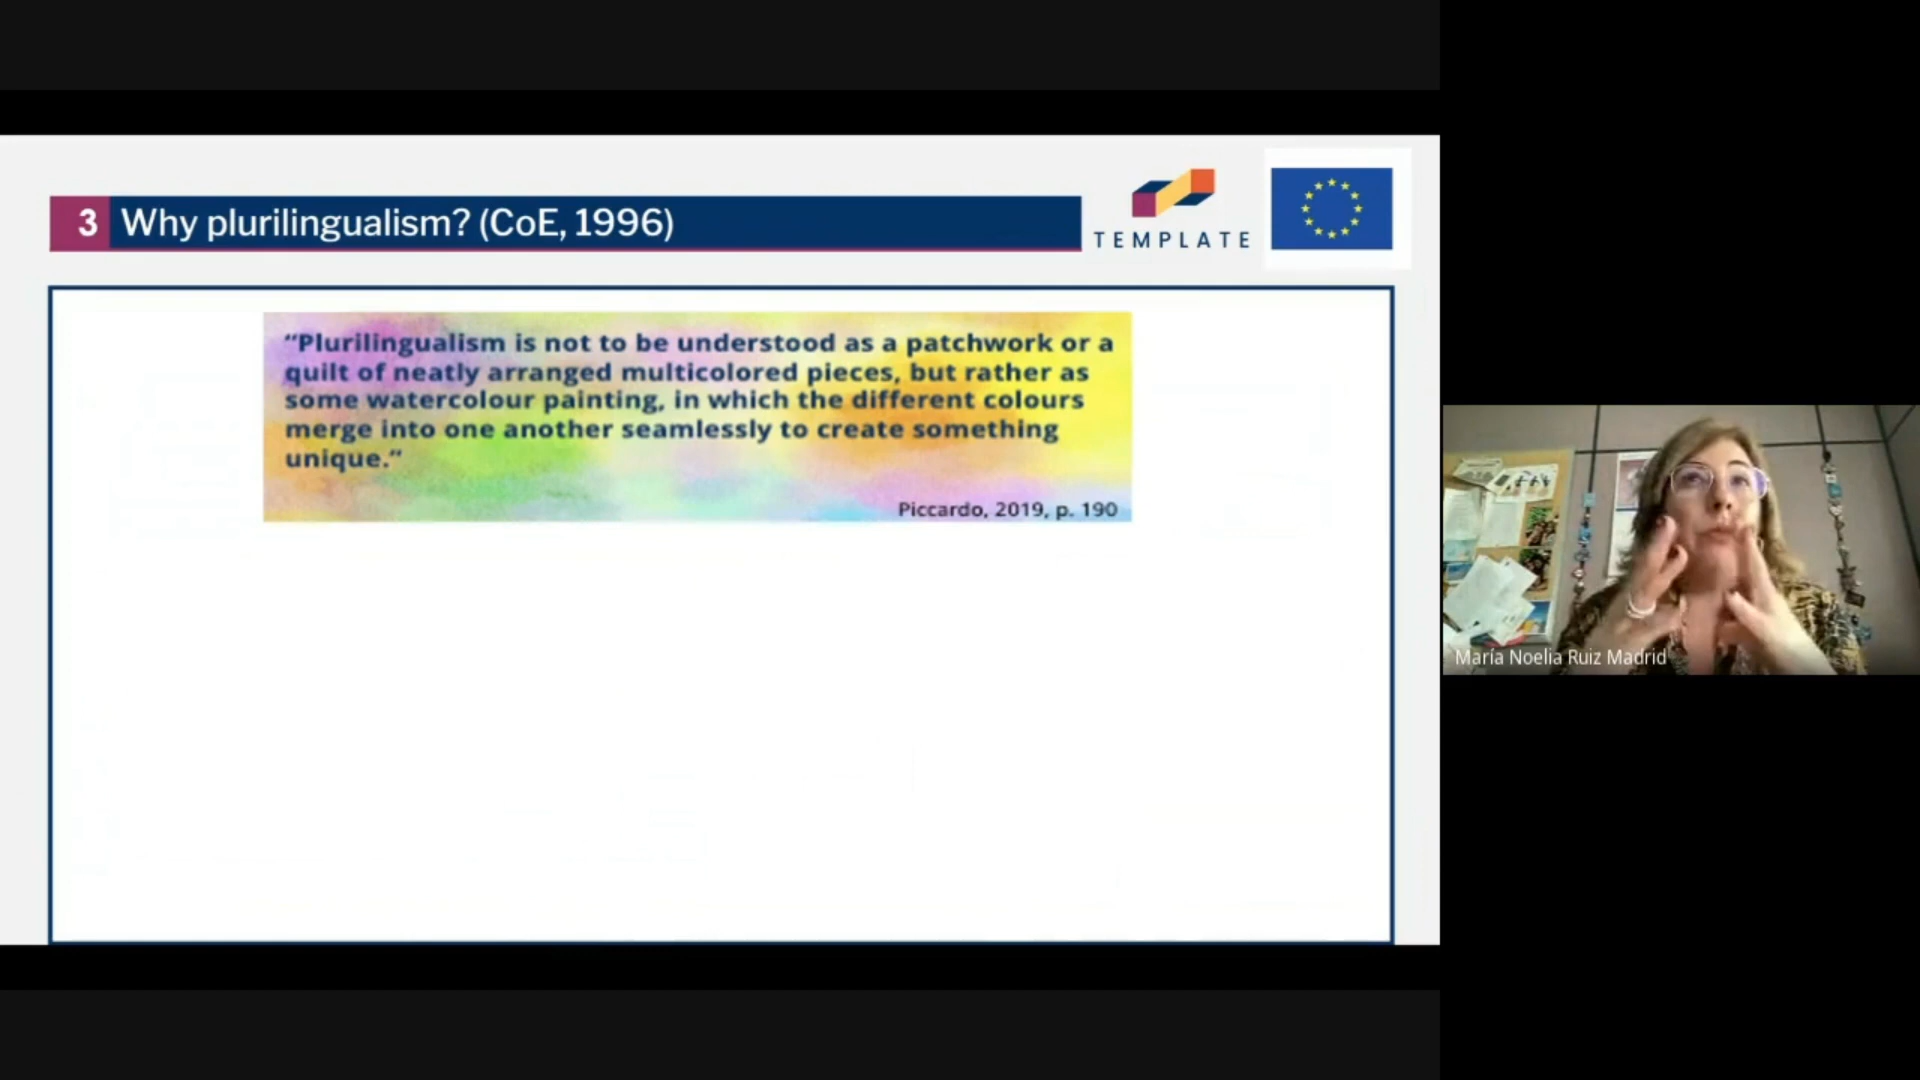 3 Why plurilingualism? (CoE, 1996)
TEMPLATE
“Plurilingualism is not to be understood as a patchwork or a
quilt of neatly arranged multicolored pieces, but rather as
some watercolour painting, in which the different colours
merge into one another seamlessly to create something
unique.”
Piccardo, 2019, p. 190
María Noelia Ruiz Madrid